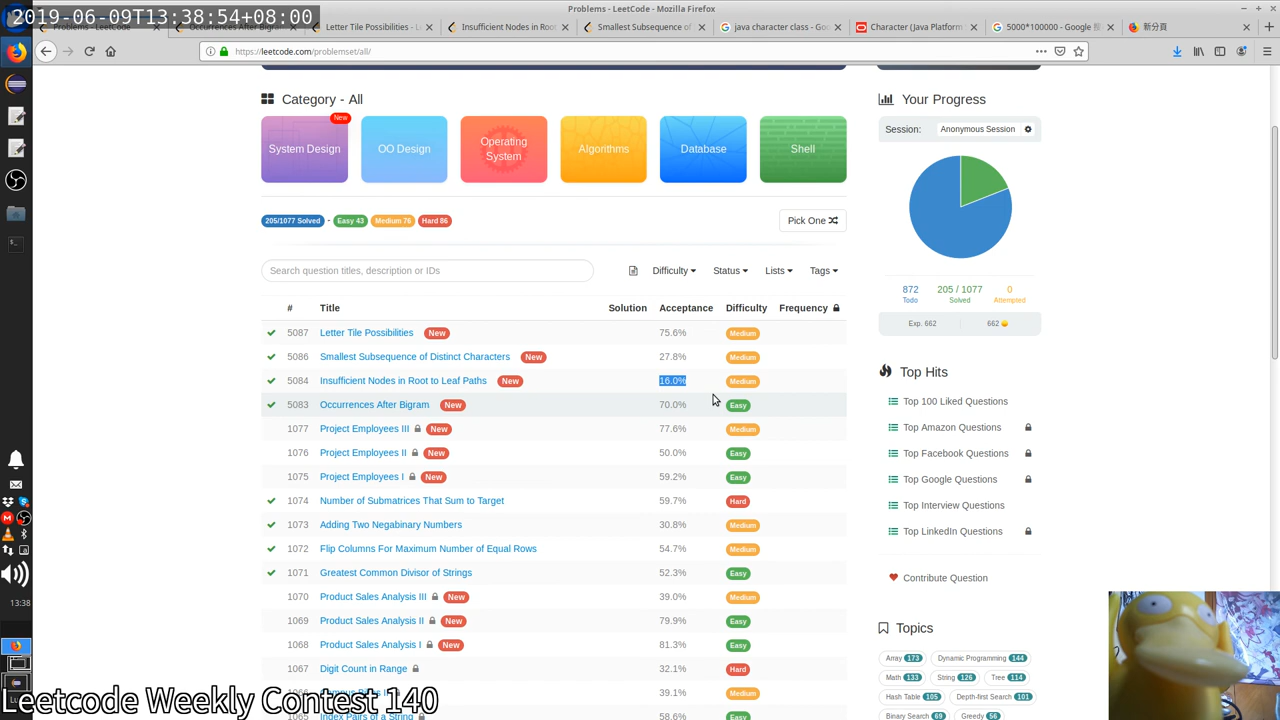 Problems - LeetCode - Mozilla Firefox
2019-06-09T13:38:54+08:00
Problems - LeetCode
Occurrences After Bigram
Letter Tile Possibilities - L
Insufficient Nodes in Root
Smallest Subsequence of
java character class - Goo
Character (Java Platform
5000*100000 - Google
新分頁
https://leetcode.com/problemset/all/
Category - All
New
System Design
OO Design
Operating
System
Algorithms
Database
Shell
205/1077 Solved - Easy 43 Medium 76 Hard 86
Pick One
Search question titles, description or IDs
Difficulty Status Lists Tags
# Title Solution Acceptance Difficulty Frequency
5087 Letter Tile Possibilities New 75.6% Medium
5086 Smallest Subsequence of Distinct Characters New 27.8% Medium
5084 Insufficient Nodes in Root to Leaf Paths New 16.0% Medium
5083 Occurrences After Bigram New 70.0% Easy
1077 Project Employees III New 77.6% Medium
1076 Project Employees II New 50.0% Easy
1075 Project Employees I New 59.2% Easy
1074 Number of Submatrices That Sum to Target 59.7% Hard
1073 Adding Two Negabinary Numbers 30.8% Medium
1072 Flip Columns For Maximum Number of Equal Rows 54.7% Medium
1071 Greatest Common Divisor of Strings 52.3% Easy
1070 Product Sales Analysis III New 39.0% Medium
1069 Product Sales Analysis II New 79.9% Easy
1068 Product Sales Analysis I New 81.3% Easy
1067 Digit Count in Range 32.1% Hard
39.1% Medium
1065 Index Pairs of a String 58.6% Easy
Your Progress
Session: Anonymous Session
872 205 / 1077 0
Todo Solved Attempted
Exp. 662 662
Top Hits
Top 100 Liked Questions
Top Amazon Questions
Top Facebook Questions
Top Google Questions
Top Interview Questions
Top LinkedIn Questions
Contribute Question
Topics
Array 173 Dynamic Programming 144
Math 133 String 126 Tree 114
Hash Table 105 Depth-first Search 101
Binary Search 69 Greedy 56
13:38
Leetcode Weekly Contest 140